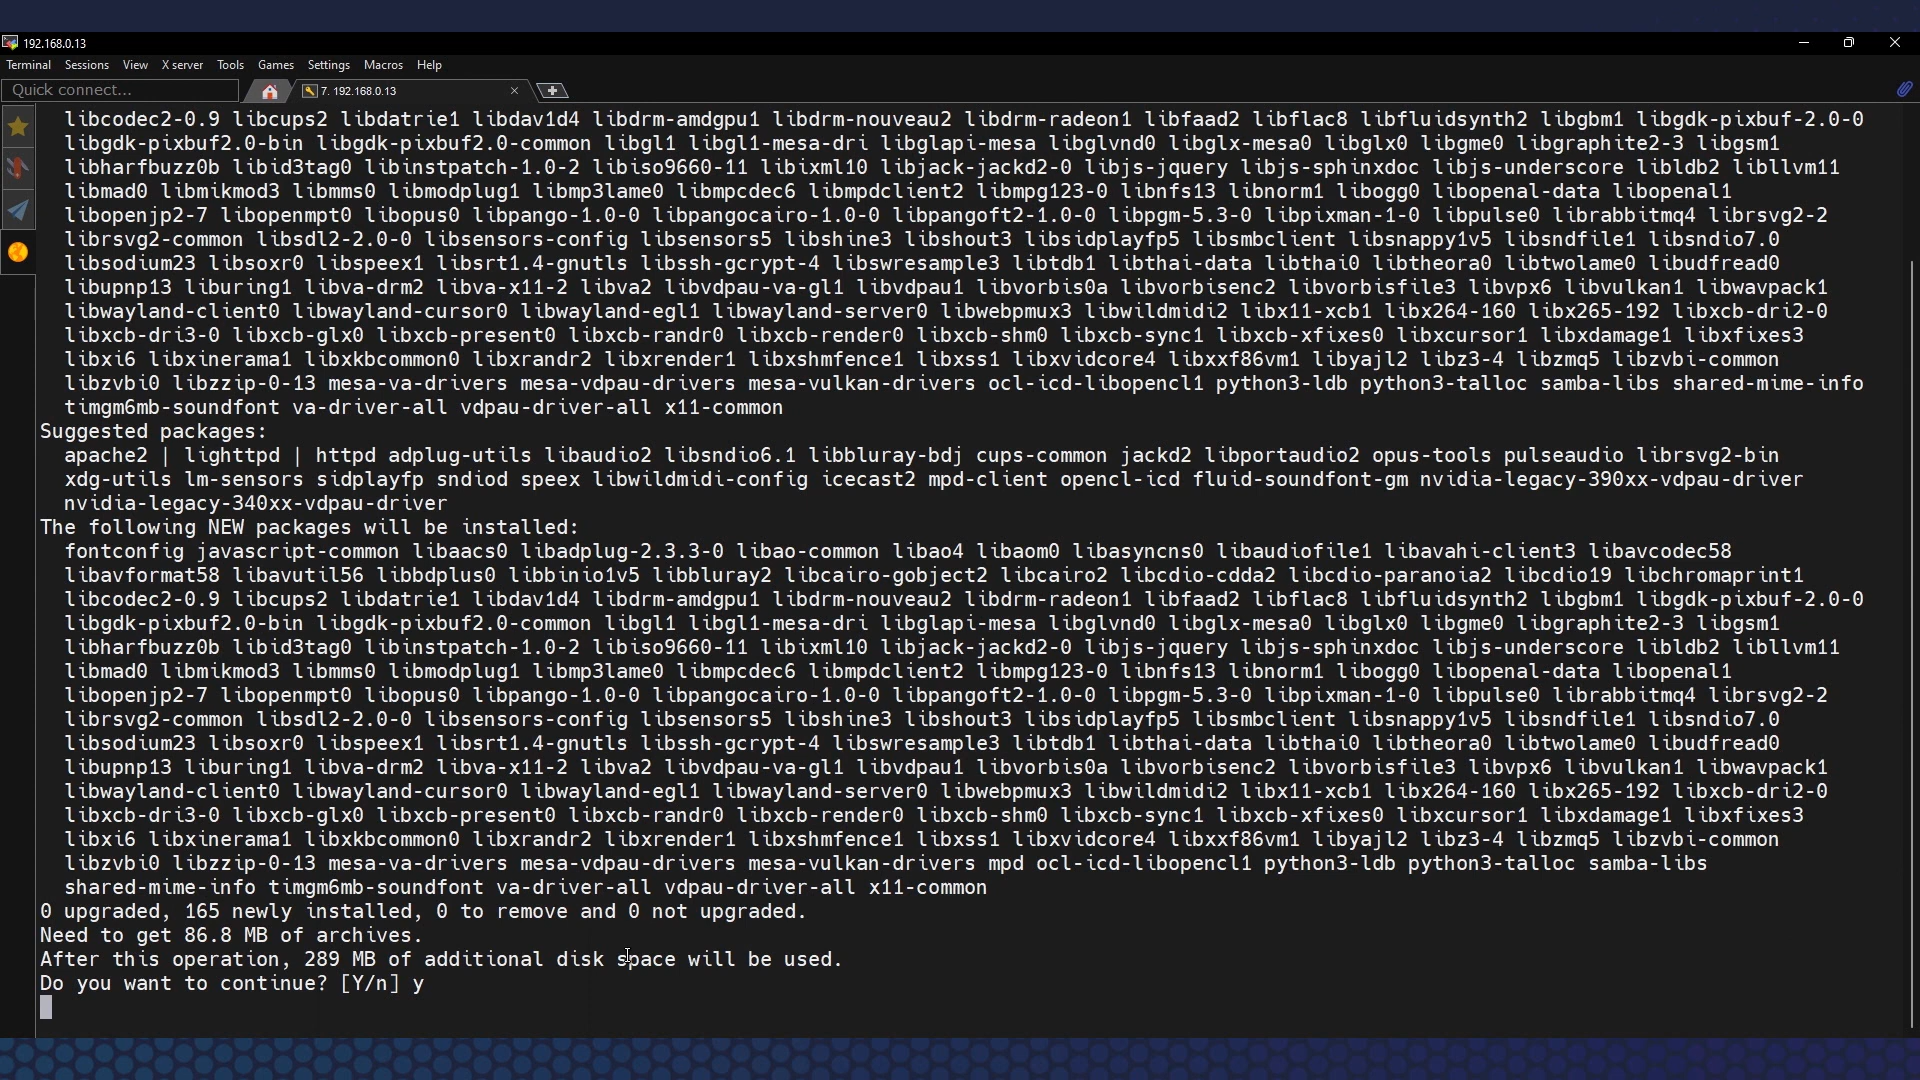 192.168.0.13
Terminal Sessions View X server Tools Games Settings Macros Help
Quick connect...
7. 192.168.0.13
libcodec2-0.9 libcups2 libdatrie1 libdav1d4 libdrm-amdgpu1 libdrm-nouveau2 libdrm-radeon1 libfaad2 libflac8 libfluidsynth2 libgbm1 libgdk-pixbuf-2.0-0
libgdk-pixbuf2.0-bin libgdk-pixbuf2.0-common libgl1 libgl1-mesa-dri libglapi-mesa libglvnd0 libglx-mesa0 libglx0 libgme0 libgraphite2-3 libgsm1
libharfbuzz0b libid3tag0 libinstpatch-1.0-2 libiso9660-11 libixml10 libjack-jackd2-0 libjs-jquery libjs-sphinxdoc libjs-underscore libldb2 libllvm11
libmad0 libmikmod3 libmms0 libmodplug1 libmp3lame0 libmpcdec6 libmpdclient2 libmpg123-0 libnfs13 libnorm1 libogg0 libopenal-data libopenal1
libopenjp2-7 libopenmpt0 libopus0 libpango-1.0-0 libpangocairo-1.0-0 libpangoft2-1.0-0 libpgm-5.3-0 libpixman-1-0 libpulse0 librabbitmq4 librsvg2-2
librsvg2-common libsdl2-2.0-0 libsensors-config libsensors5 libshine3 libshout3 libsidplayfp5 libsmbclient libsnappy1v5 libsndfile1 libsndio7.0
libsodium23 libsoxr0 libspeex1 libsrt1.4-gnutls libssh-gcrypt-4 libswresample3 libtdb1 libthai-data libthai0 libtheora0 libtwolame0 libudfread0
libupnp13 liburing1 libva-drm2 libva-x11-2 libva2 libvdpau-va-gl1 libvdpau1 libvorbis0a libvorbisenc2 libvorbisfile3 libvpx6 libvulkan1 libwavpack1
libwayland-client0 libwayland-cursor0 libwayland-egl1 libwayland-server0 libwebpmux3 libwildmidi2 libx11-xcb1 libx264-160 libx265-192 libxcb-dri2-0
libxcb-dri3-0 libxcb-glx0 libxcb-present0 libxcb-randr0 libxcb-render0 libxcb-shm0 libxcb-sync1 libxcb-xfixes0 libxcursor1 libxdamage1 libxfixes3
libxi6 libxinerama1 libxkbcommon0 libxrandr2 libxrender1 libxshmfence1 libxss1 libxvidcore4 libxxf86vm1 libyajl2 libz3-4 libzmq5 libzvbi-common
libzvbi0 libzzip-0-13 mesa-va-drivers mesa-vdpau-drivers mesa-vulkan-drivers ocl-icd-libopencl1 python3-ldb python3-talloc samba-libs shared-mime-info
timgm6mb-soundfont va-driver-all vdpau-driver-all x11-common
Suggested packages:
apache2 | lighttpd | httpd adplug-utils libaudio2 libsndio6.1 libbluray-bdj cups-common jackd2 libportaudio2 opus-tools pulseaudio librsvg2-bin
xdg-utils lm-sensors sidplayfp sndiod speex libwildmidi-config icecast2 mpd-client opencl-icd fluid-soundfont-gm nvidia-legacy-390xx-vdpau-driver
nvidia-legacy-340xx-vdpau-driver
The following NEW packages will be installed:
fontconfig javascript-common libaacs0 libadplug-2.3.3-0 libao-common libao4 libaom0 libasyncns0 libaudiofile1 libavahi-client3 libavcodec58
libavformat58 libavutil56 libbdplus0 libbinio1v5 libbluray2 libcairo-gobject2 libcairo2 libcdio-cdda2 libcdio-paranoia2 libcdio19 libchromaprint1
libcodec2-0.9 libcups2 libdatrie1 libdav1d4 libdrm-amdgpu1 libdrm-nouveau2 libdrm-radeon1 libfaad2 libflac8 libfluidsynth2 libgbm1 libgdk-pixbuf-2.0-0
libgdk-pixbuf2.0-bin libgdk-pixbuf2.0-common libgl1 libgl1-mesa-dri libglapi-mesa libglvnd0 libglx-mesa0 libglx0 libgme0 libgraphite2-3 libgsm1
libharfbuzz0b libid3tag0 libinstpatch-1.0-2 libiso9660-11 libixml10 libjack-jackd2-0 libjs-jquery libjs-sphinxdoc libjs-underscore libldb2 libllvm11
libmad0 libmikmod3 libmms0 libmodplug1 libmp3lame0 libmpcdec6 libmpdclient2 libmpg123-0 libnfs13 libnorm1 libogg0 libopenal-data libopenal1
libopenjp2-7 libopenmpt0 libopus0 libpango-1.0-0 libpangocairo-1.0-0 libpangoft2-1.0-0 libpgm-5.3-0 libpixman-1-0 libpulse0 librabbitmq4 librsvg2-2
librsvg2-common libsdl2-2.0-0 libsensors-config libsensors5 libshine3 libshout3 libsidplayfp5 libsmbclient libsnappy1v5 libsndfile1 libsndio7.0
libsodium23 libsoxr0 libspeex1 libsrt1.4-gnutls libssh-gcrypt-4 libswresample3 libtdb1 libthai-data libthai0 libtheora0 libtwolame0 libudfread0
libupnp13 liburing1 libva-drm2 libva-x11-2 libva2 libvdpau-va-gl1 libvdpau1 libvorbis0a libvorbisenc2 libvorbisfile3 libvpx6 libvulkan1 libwavpack1
libwayland-client0 libwayland-cursor0 libwayland-egl1 libwayland-server0 libwebpmux3 libwildmidi2 libx11-xcb1 libx264-160 libx265-192 libxcb-dri2-0
libxcb-dri3-0 libxcb-glx0 libxcb-present0 libxcb-randr0 libxcb-render0 libxcb-shm0 libxcb-sync1 libxcb-xfixes0 libxcursor1 libxdamage1 libxfixes3
libxi6 libxinerama1 libxkbcommon0 libxrandr2 libxrender1 libxshmfence1 libxss1 libxvidcore4 libxxf86vm1 libyajl2 libz3-4 libzmq5 libzvbi-common
libzvbi0 libzzip-0-13 mesa-va-drivers mesa-vdpau-drivers mesa-vulkan-drivers mpd ocl-icd-libopencl1 python3-ldb python3-talloc samba-libs
shared-mime-info timgm6mb-soundfont va-driver-all vdpau-driver-all x11-common
0 upgraded, 165 newly installed, 0 to remove and 0 not upgraded.
Need to get 86.8 MB of archives.
After this operation, 289 MB of additional disk space will be used.
Do you want to continue? [Y/n] y